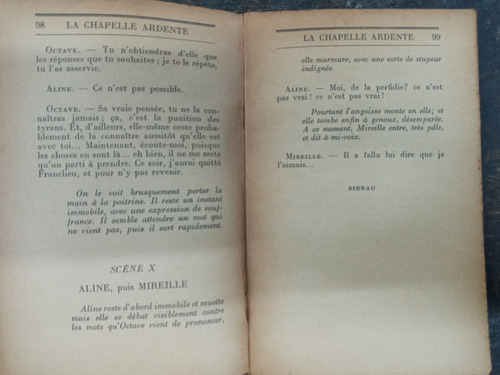 98 LA CHAPELLE ARDENTE
OCTAVE. — Tu n'obtiendras d'elle que
les réponses que tu souhaites ; je te le répète,
tu l'as asservie.
ALINE. — Ce n'est pas possible.
OCTAVE. — Sa vraie pensée, tu ne la con-
naîtras jamais ; ça, c'est la punition des
tyrans. Et, d'ailleurs, elle-même cesse proba-
blement de la connaître aussitôt qu'elle est
avec toi... Maintenant, écoute-moi, puisque
les choses en sont là... eh bien, il ne me reste
qu'un parti à prendre. Ce soir, j'aurai quitté
Franclieu, et pour n'y pas revenir.
On le voit brusquement porter la
main à la poitrine. Il reste un instant
immobile, avec une expression de souf-
france. Il semble attendre un mot qui
ne vient pas, puis il sort rapidement.
SCÈNE X
ALINE, puis MIREILLE
Aline reste d'abord immobile et muette
mais elle se débat visiblement contre
les mots qu'Octave vient de prononcer,
LA CHAPELLE ARDENTE 99
elle murmure, avec une sorte de stupeur
indignée.
ALINE. — Moi, de la perfidie? ce n'est
pas vrai! ce n'est pas vrai!
Pourtant l'angoisse monte en elle; et
elle tombe enfin à genoux, désemparée.
A ce moment, Mireille entre, très pâle,
et dit à mi-voix.
MIREILLE. — Il a fallu lui dire que je
l'aimais...
RIDEAU